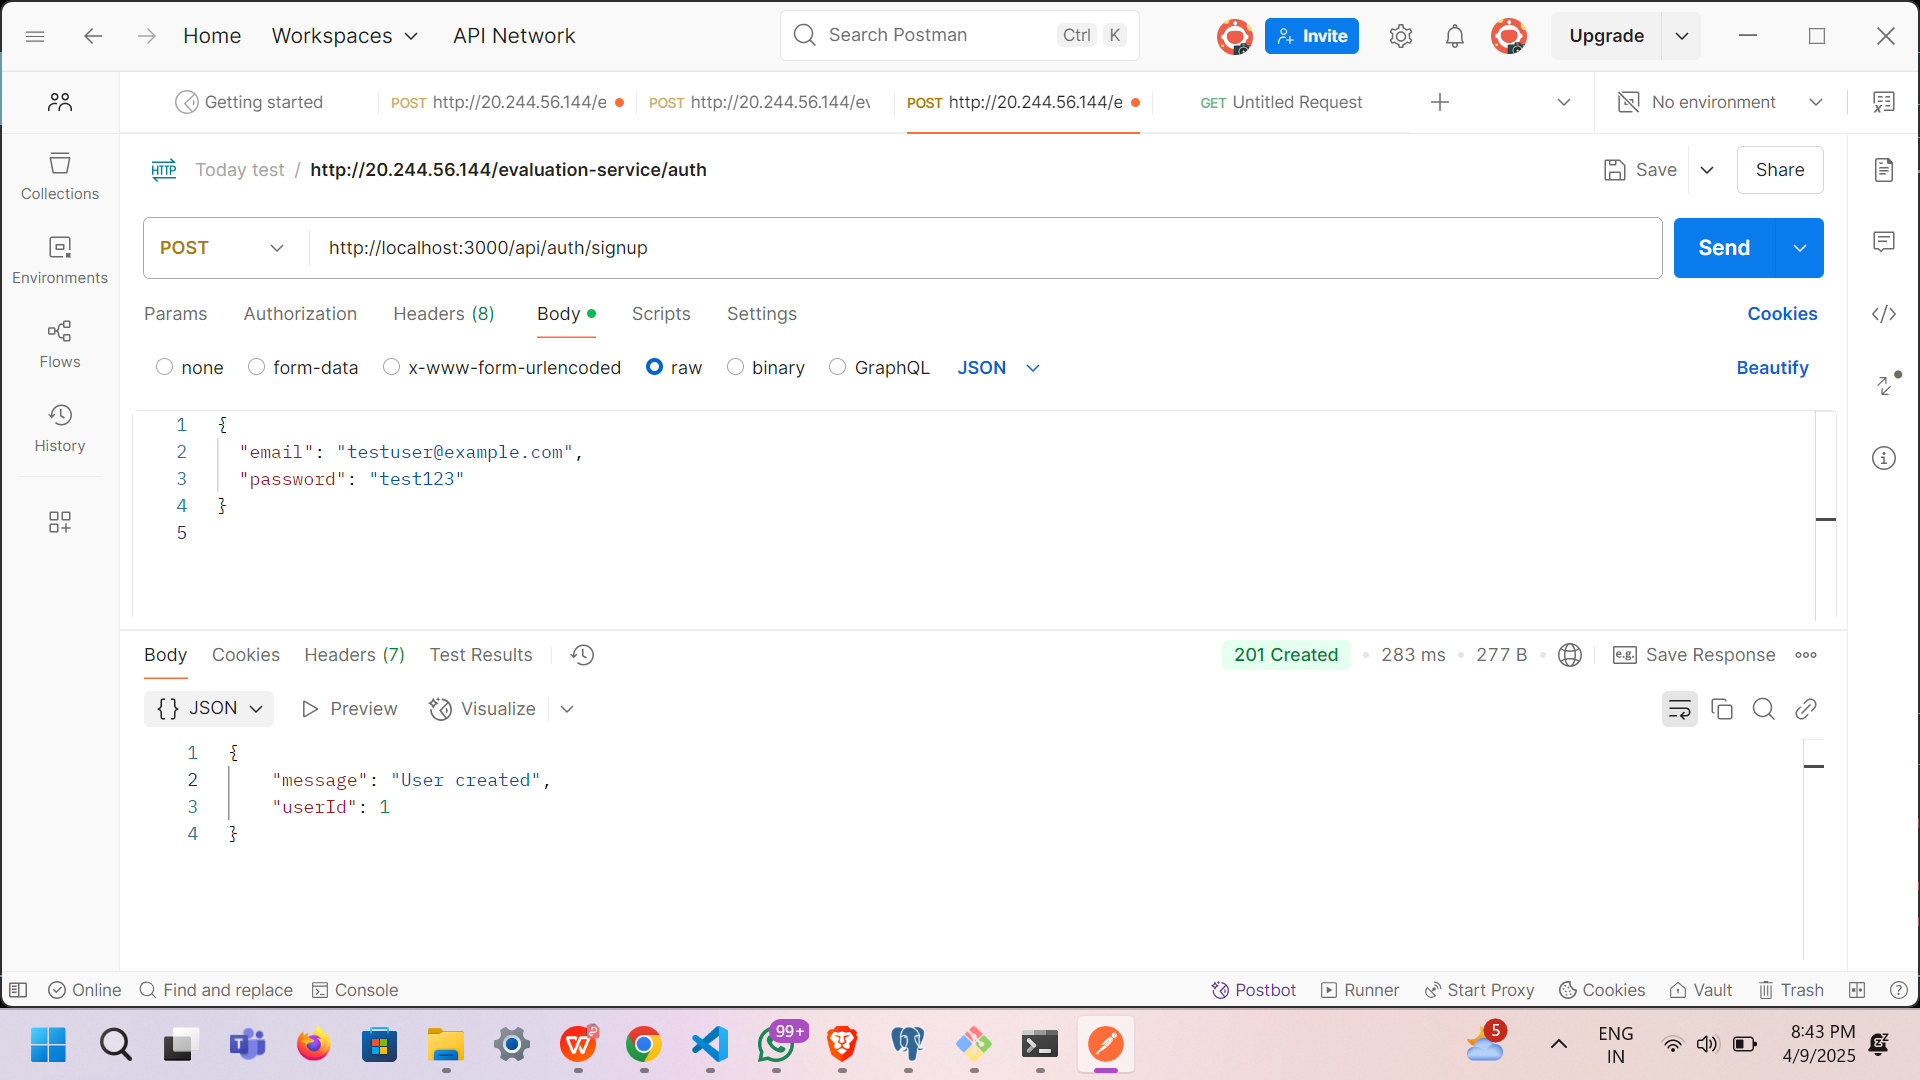 Home Workspaces API Network Search Postman Ctrl K Invite Upgrade
Getting started POST http://20.244.56.144/e POST http://20.244.56.144/ev POST http://20.244.56.144/e GET Untitled Request No environment
HTTP Today test / http://20.244.56.144/evaluation-service/auth Save Share
POST http://localhost:3000/api/auth/signup Send
Collections
Environments
Flows
History
Params Authorization Headers (8) Body Scripts Settings Cookies
none form-data x-www-form-urlencoded raw binary GraphQL JSON Beautify
1 {
2 "email": "testuser@example.com",
3 "password": "test123"
4 }
5
Body Cookies Headers (7) Test Results 201 Created 283 ms 277 B e.g. Save Response
{} JSON Preview Visualize
1 {
2 "message": "User created",
3 "userId": 1
4 }
Online Find and replace Console Postbot Runner Start Proxy Cookies Vault Trash
99+ 5 ENG 8:43 PM
IN 4/9/2025